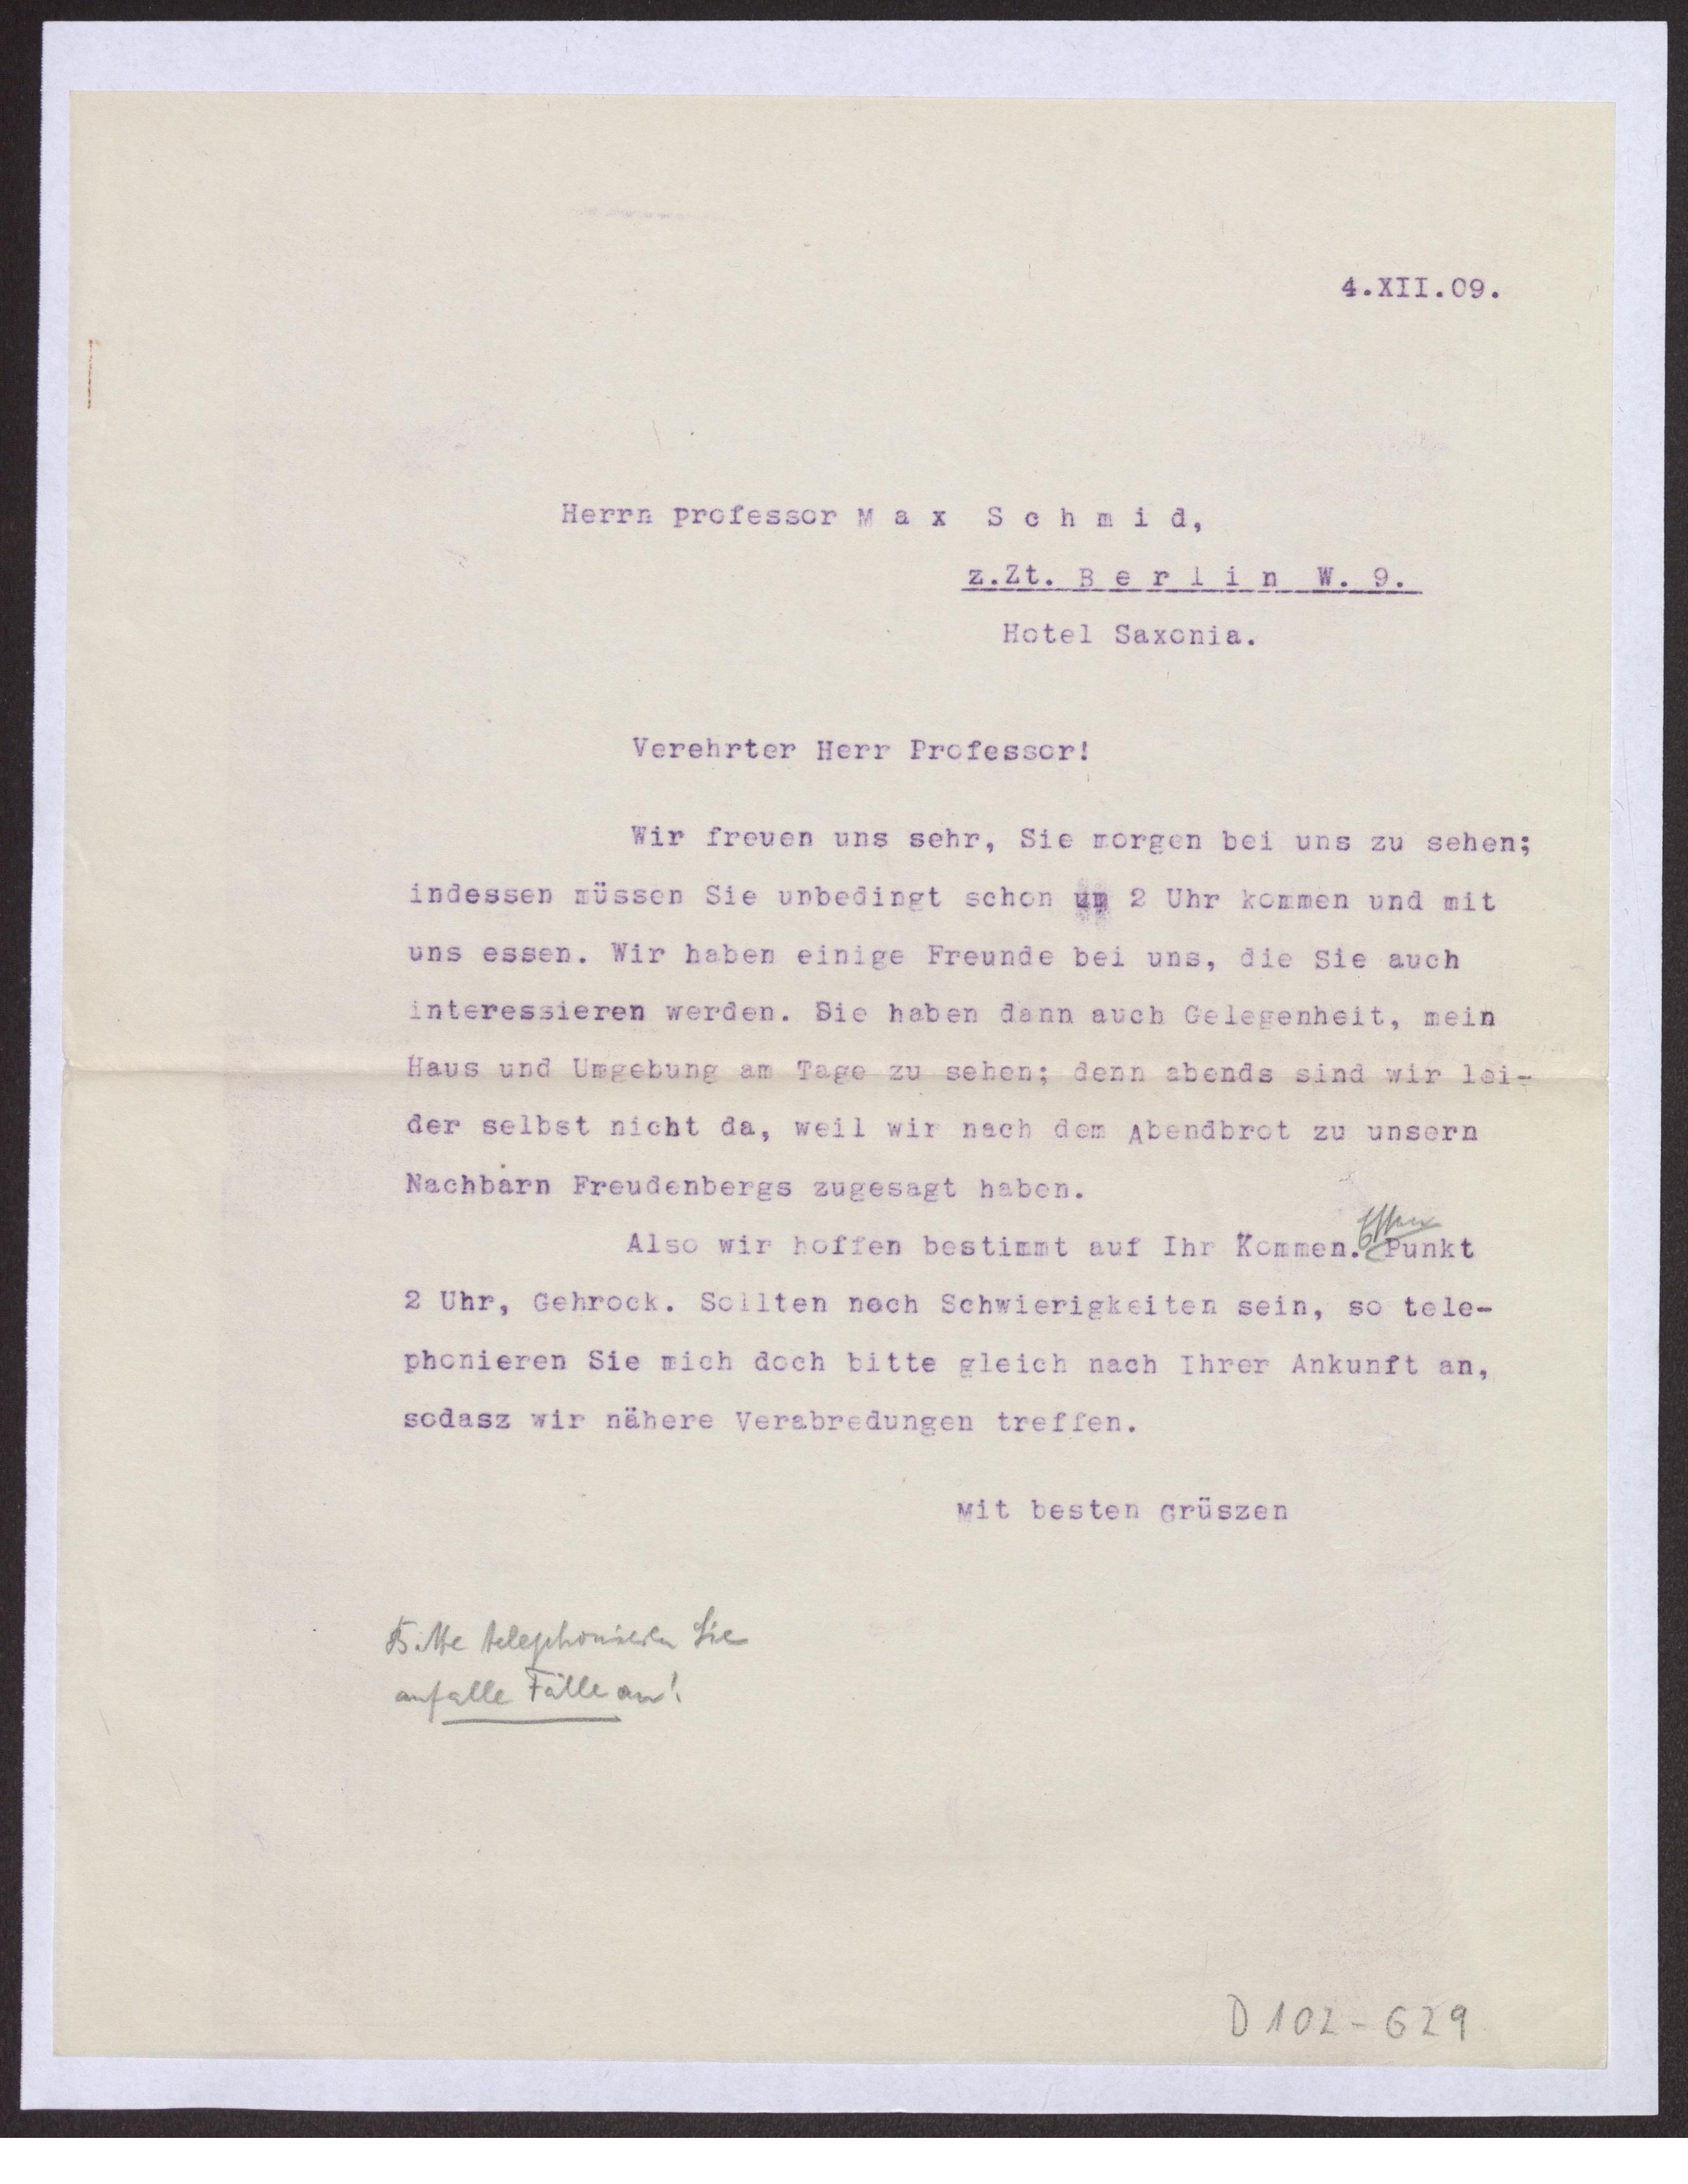 4.XII.09.
Herrn professor M a x  S c h m i d,
z.Zt. B e r l i n  W. 9.
Hotel Saxonia.
Verehrter Herr Professor!
Wir freuen uns sehr, Sie morgen bei uns zu sehen;
indessen müssen Sie unbedingt schon um 2 Uhr kommen und mit
uns essen. Wir haben einige Freunde bei uns, die Sie auch
interessieren werden. Sie haben dann auch Gelegenheit, mein
Haus und Umgebung am Tage zu sehen; denn abends sind wir lei-
der selbst nicht da, weil wir nach dem Abendbrot zu unsern
Nachbarn Freudenbergs zugesagt haben.
Essen
Also wir hoffen bestimmt auf Ihr Kommen. Punkt
2 Uhr, Gehrock. Sollten noch Schwierigkeiten sein, so tele-
phonieren Sie mich doch bitte gleich nach Ihrer Ankunft an,
sodasz wir nähere Verabredungen treffen.
Mit besten Grüszen
Bitte telephonieren Sie
auf alle Fälle an!
D 102-629